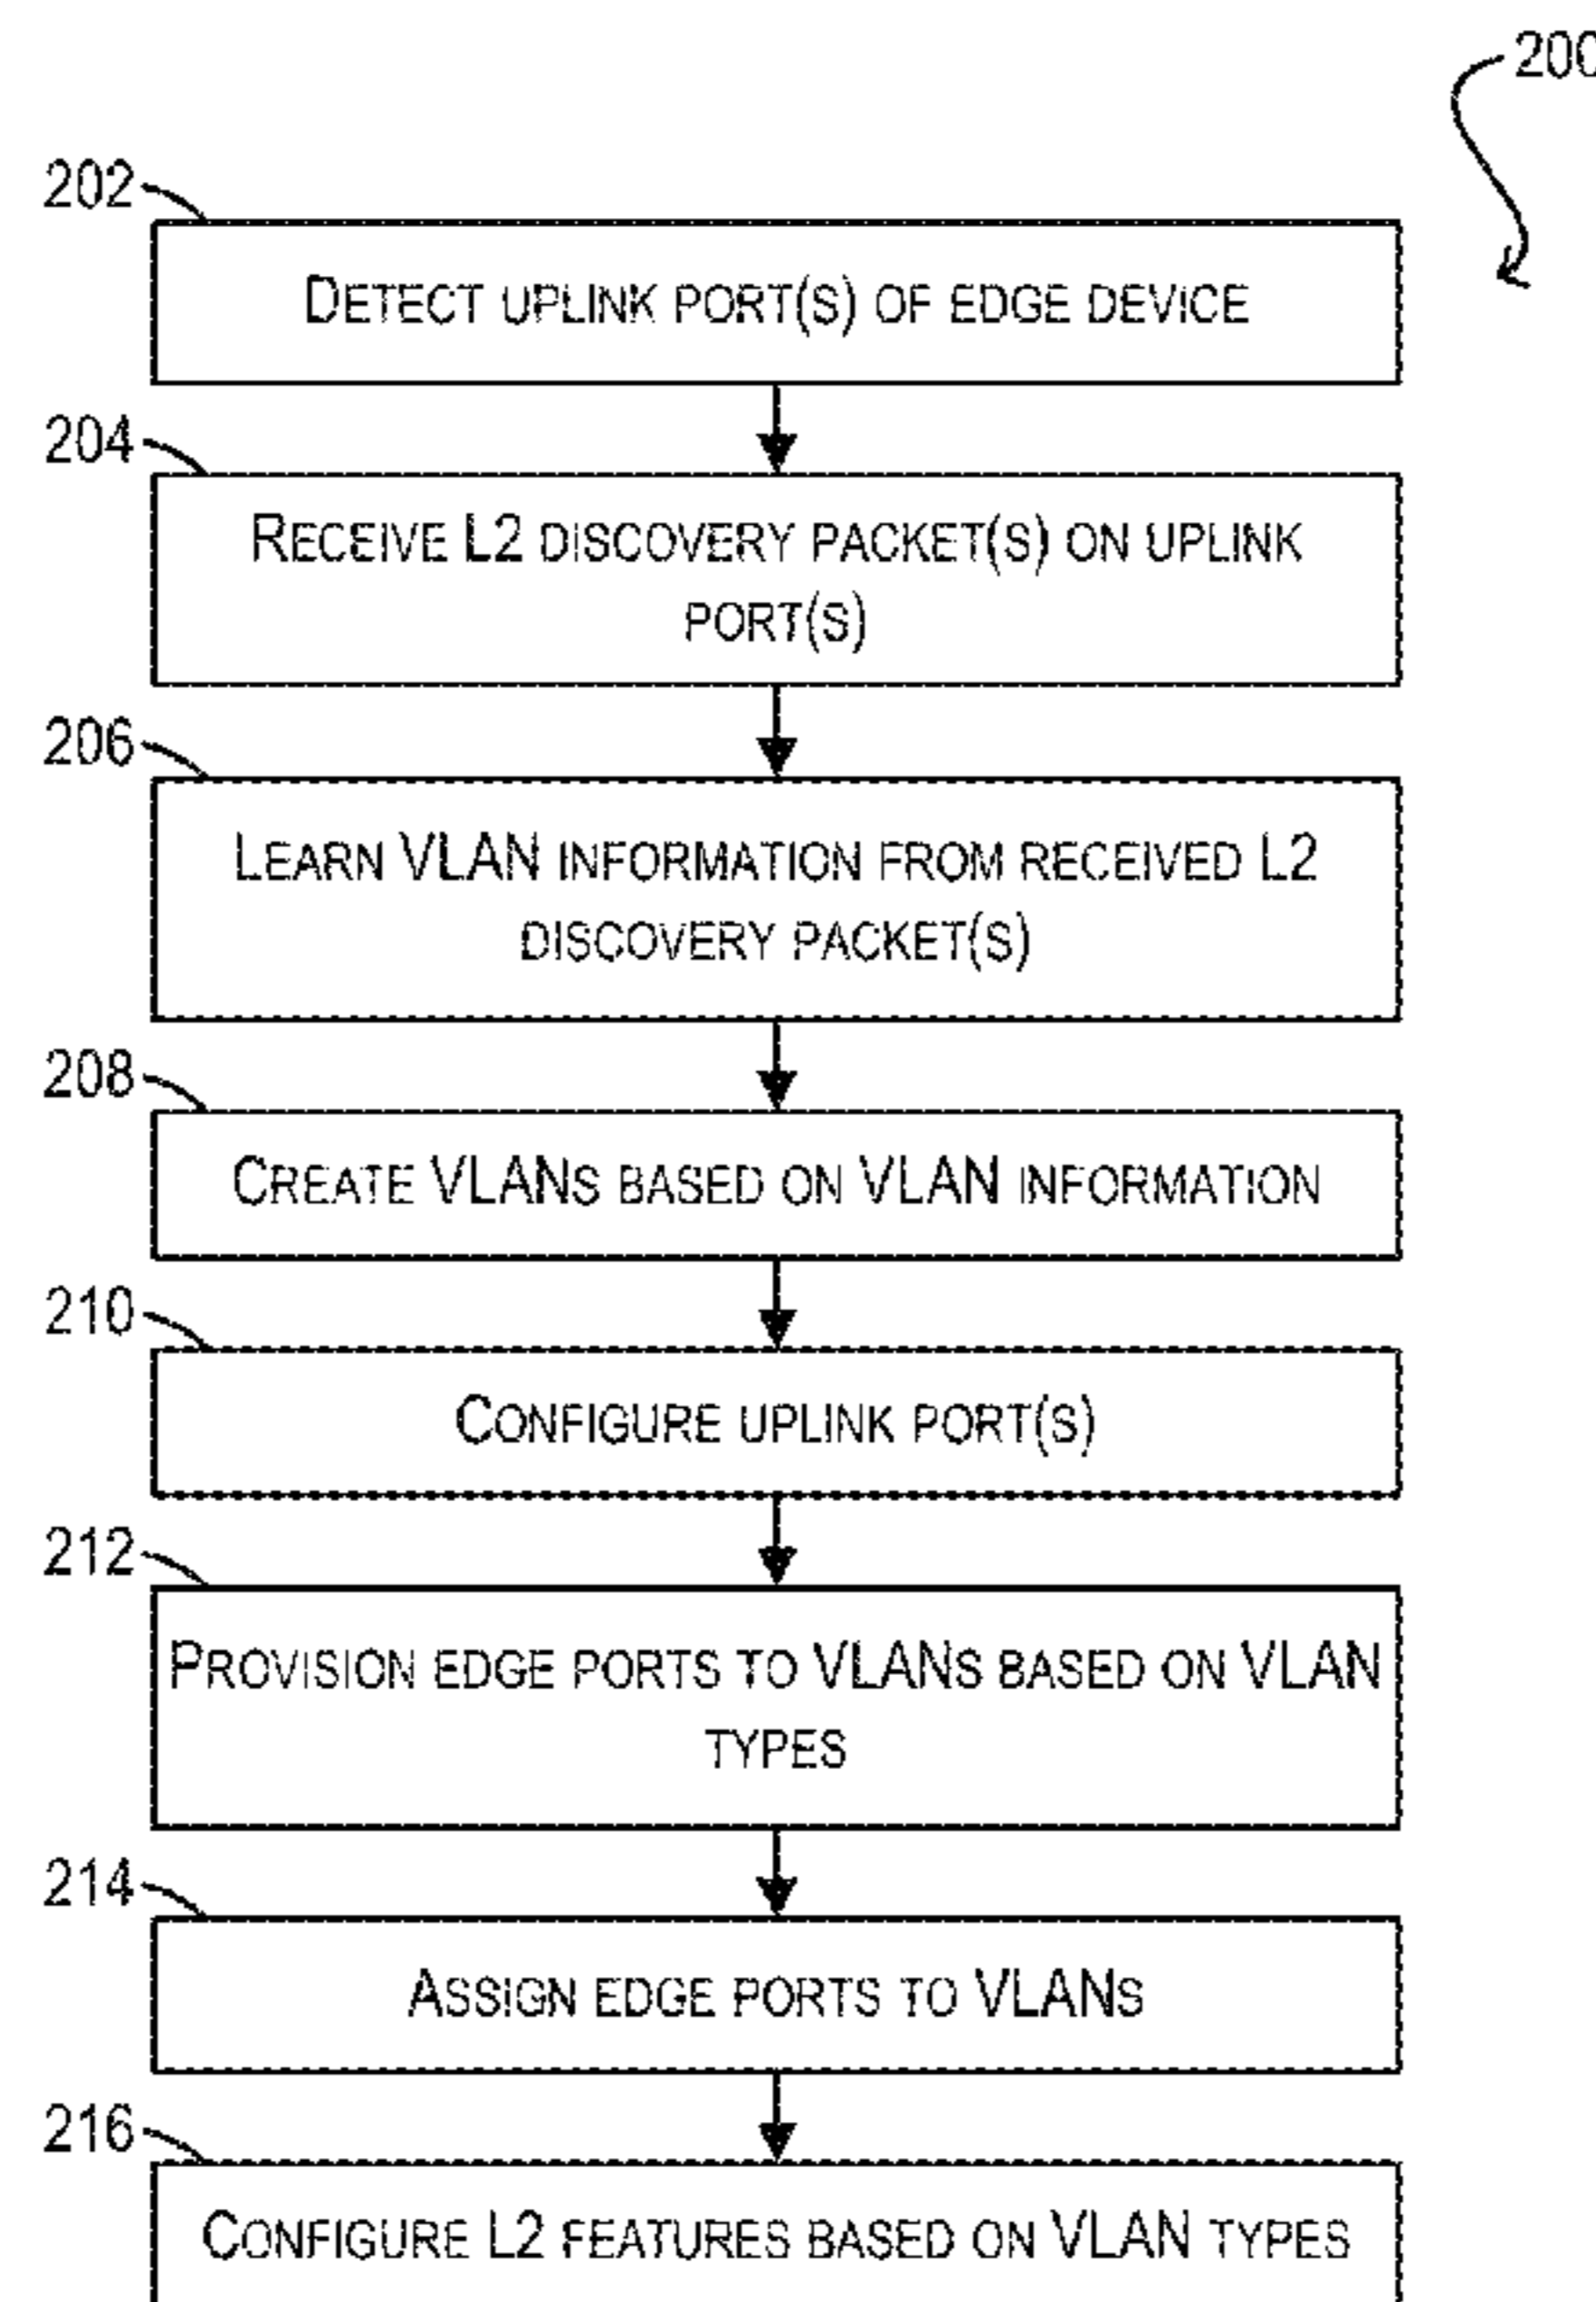 200
202
DETECT UPLINK PORT(S) OF EDGE DEVICE
204
RECEIVE L2 DISCOVERY PACKET(S) ON UPLINK
PORT(S)
206
LEARN VLAN INFORMATION FROM RECEIVED L2
DISCOVERY PACKET(S)
208
CREATE VLANS BASED ON VLAN INFORMATION
210
CONFIGURE UPLINK PORT(S)
212
PROVISION EDGE PORTS TO VLANS BASED ON VLAN
TYPES
214
ASSIGN EDGE PORTS TO VLANS
216
CONFIGURE L2 FEATURES BASED ON VLAN TYPES